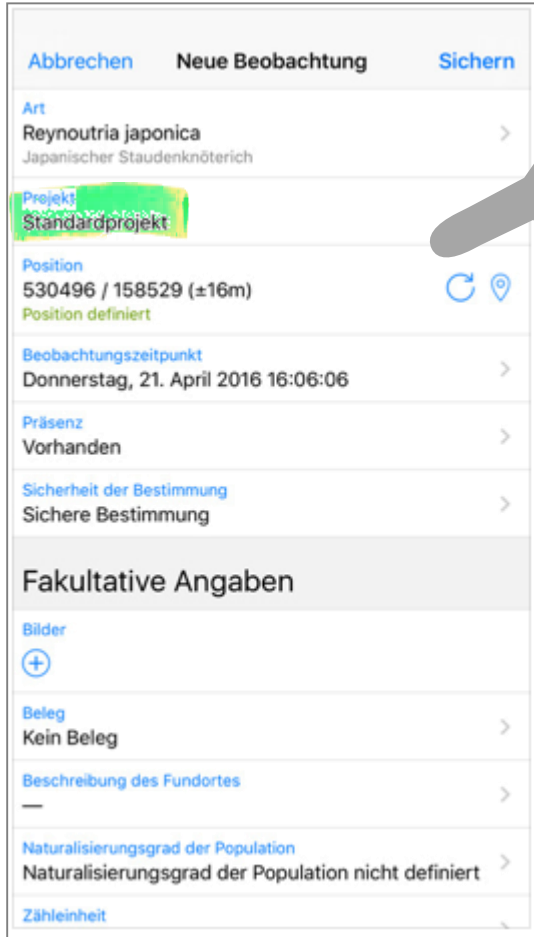 Abbrechen Neue Beobachtung Sichern
Art
Reynoutria japonica
Japanischer Staudenknöterich
Projekt
Standardprojekt
Position
530496 / 158529 (±16m)
Position definiert
Beobachtungszeitpunkt
Donnerstag, 21. April 2016 16:06:06
Präsenz
Vorhanden
Sicherheit der Bestimmung
Sichere Bestimmung
Fakultative Angaben
Bilder
Beleg
Kein Beleg
Beschreibung des Fundortes
—
Naturalisierungsgrad der Population
Naturalisierungsgrad der Population nicht definiert
Zähleinheit